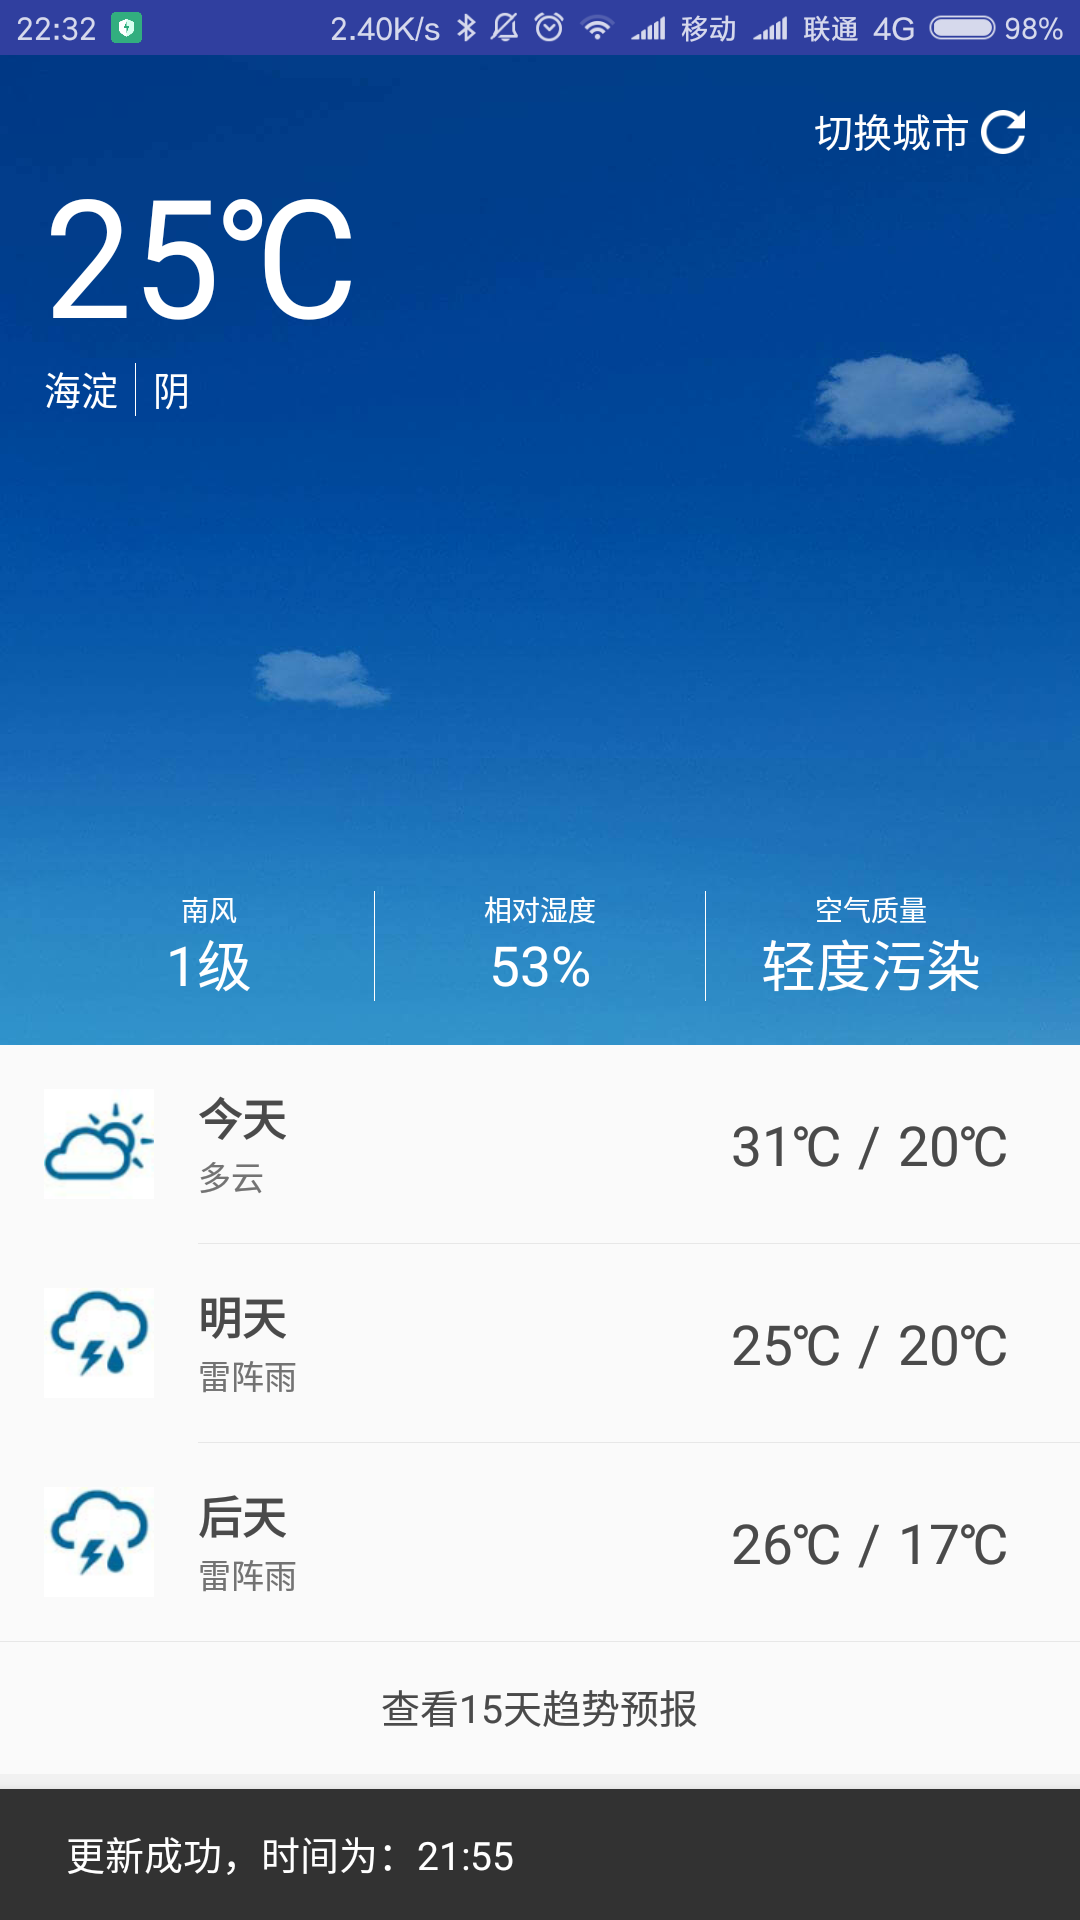 22:32 2.40K/s 移动 联通 4G 98%
切换城市
25℃
海淀 阴
南风 相对湿度 空气质量
1级 53% 轻度污染
今天
多云
31℃ / 20℃
明天
雷阵雨
25℃ / 20℃
后天
雷阵雨
26℃ / 17℃
查看15天趋势预报
更新成功，时间为：21:55